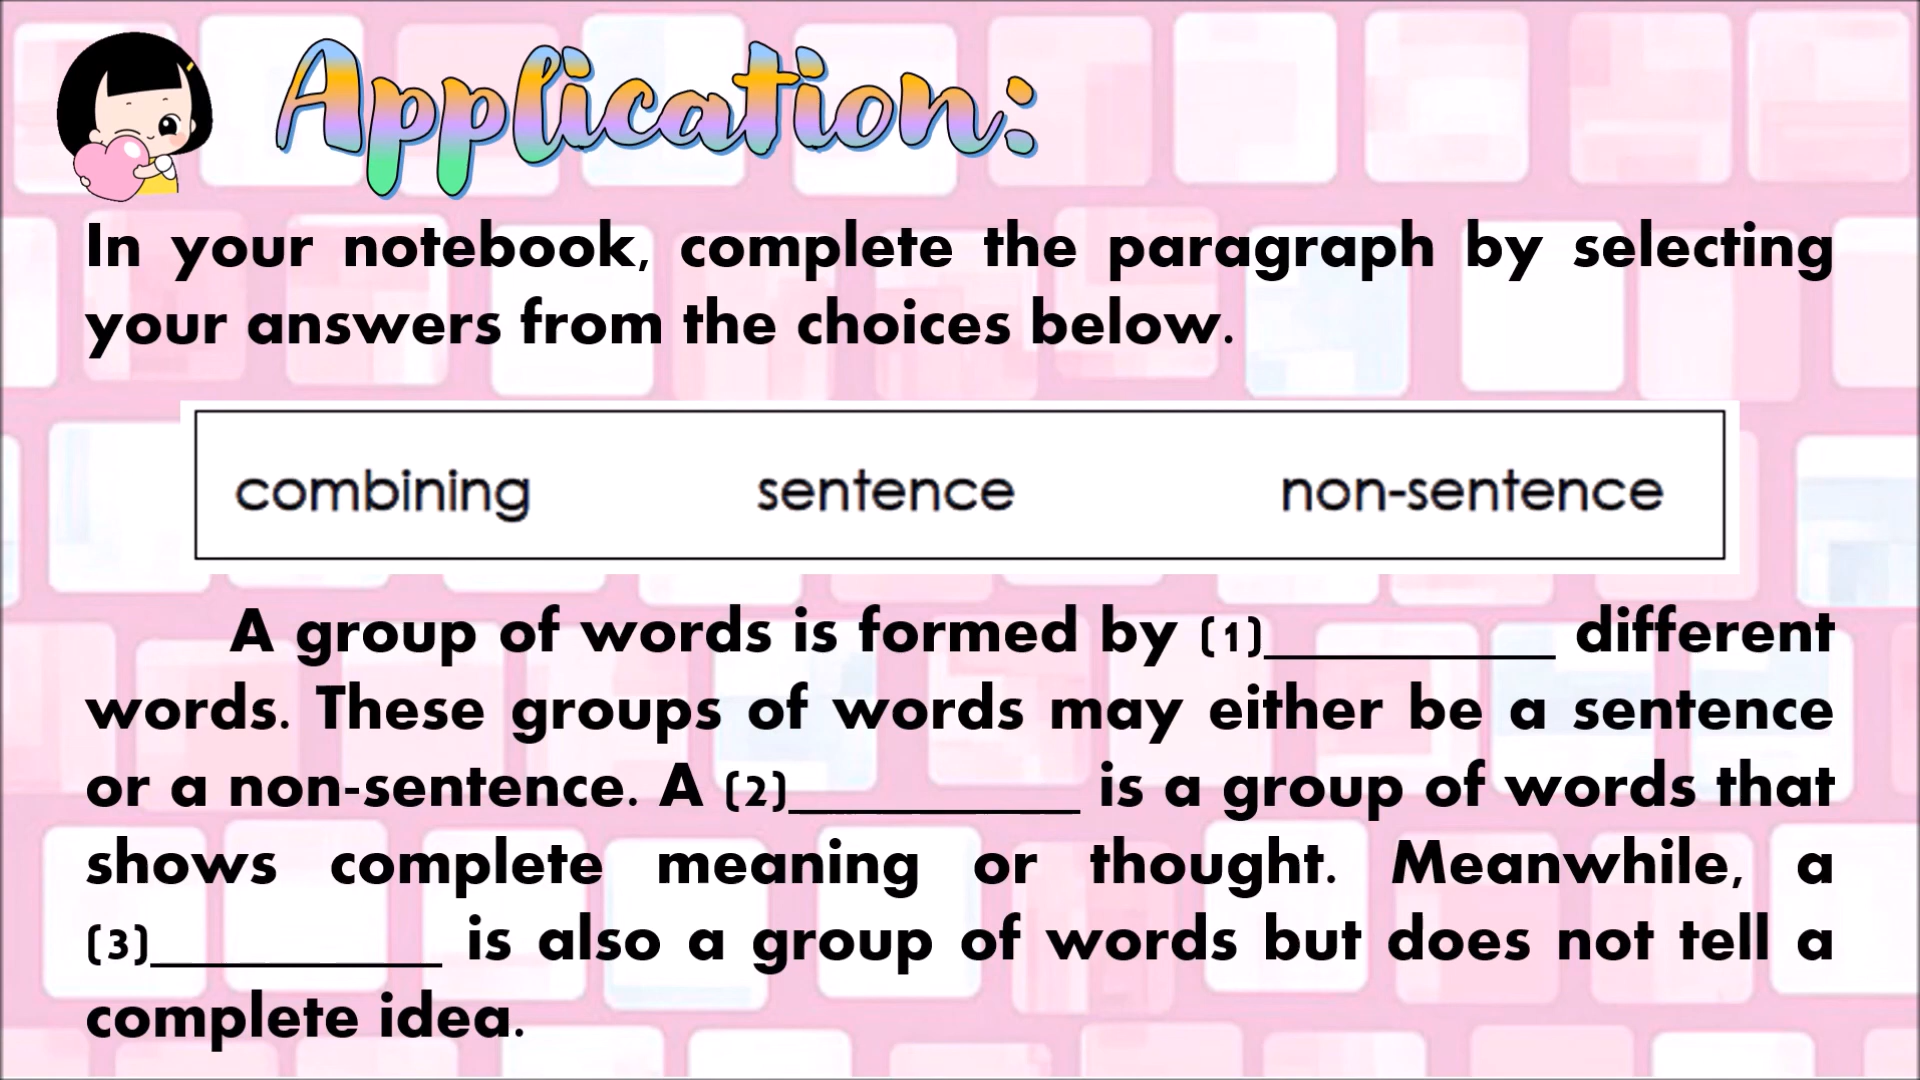 Application:
In your notebook, complete the paragraph by selecting
your answers from the choices below.
combining sentence non-sentence
A group of words is formed by (1)__________ different
words. These groups of words may either be a sentence
or a non-sentence. A (2)__________ is a group of words that
shows complete meaning or thought. Meanwhile, a
(3)__________ is also a group of words but does not tell a
complete idea.